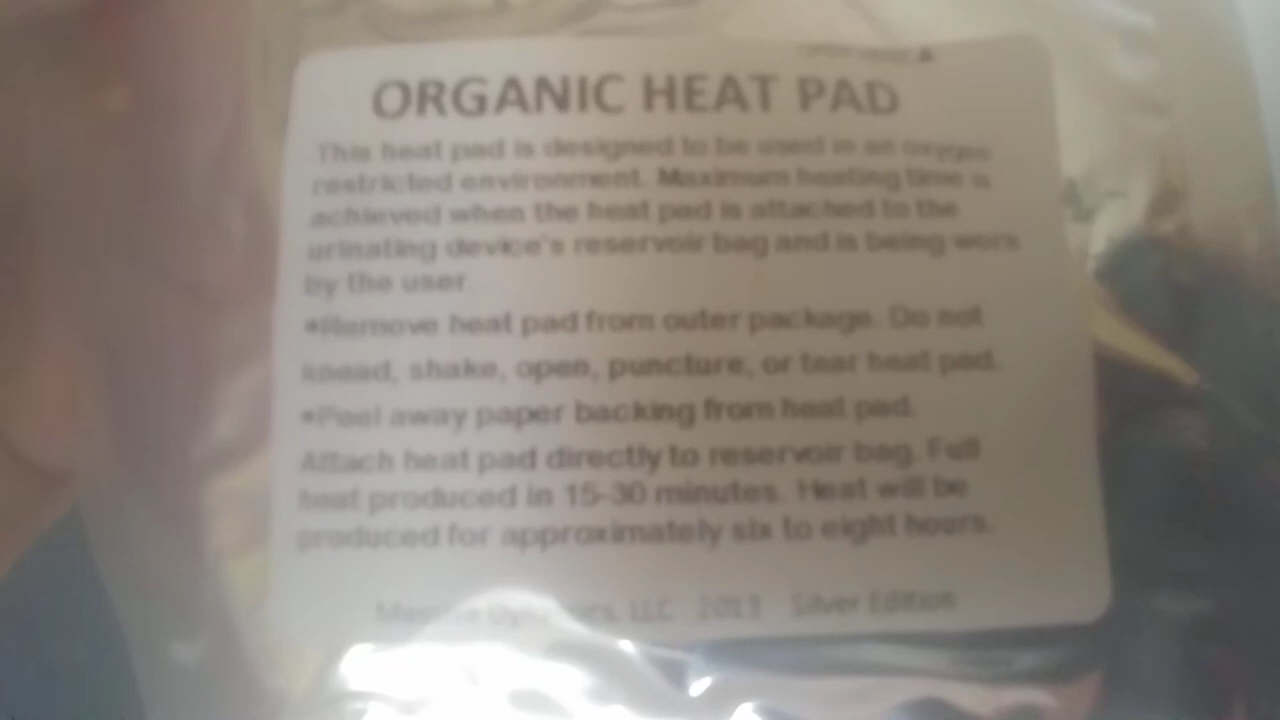 ORGANIC HEAT PAD
This heat pad is designed to be used in an oxygen
restricted environment. Maximum heating time is
achieved when the heat pad is attached to the
urinating device's reservoir bag and is being worn
by the user.
•Remove heat pad from outer package. Do not
knead, shake, open, puncture, or tear heat pad.
•Peel away paper backing from heat pad.
Attach heat pad directly to reservoir bag. Full
heat produced in 15-30 minutes. Heat will be
produced for approximately six to eight hours.
LLC 2013 Silver Edition